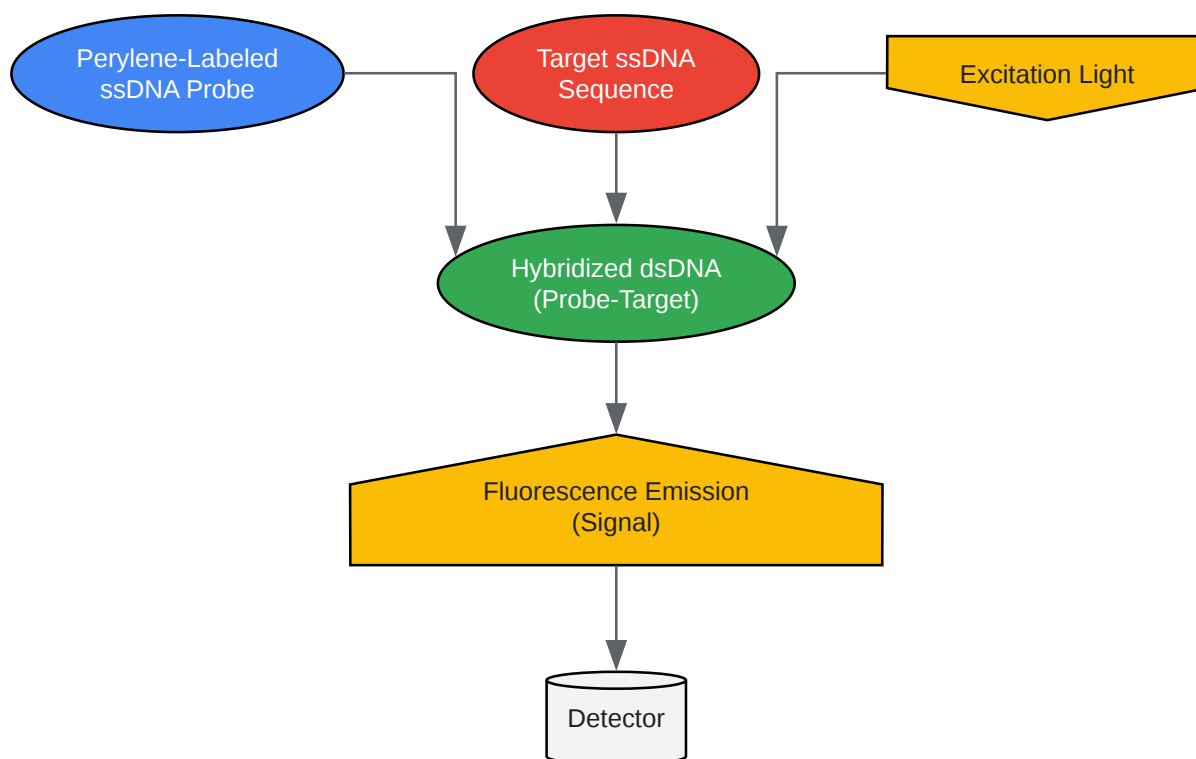 Perylene-Labeled
ssDNA Probe
Target ssDNA
Sequence
Excitation Light
Hybridized dsDNA
(Probe-Target)
Fluorescence Emission
(Signal)
Detector